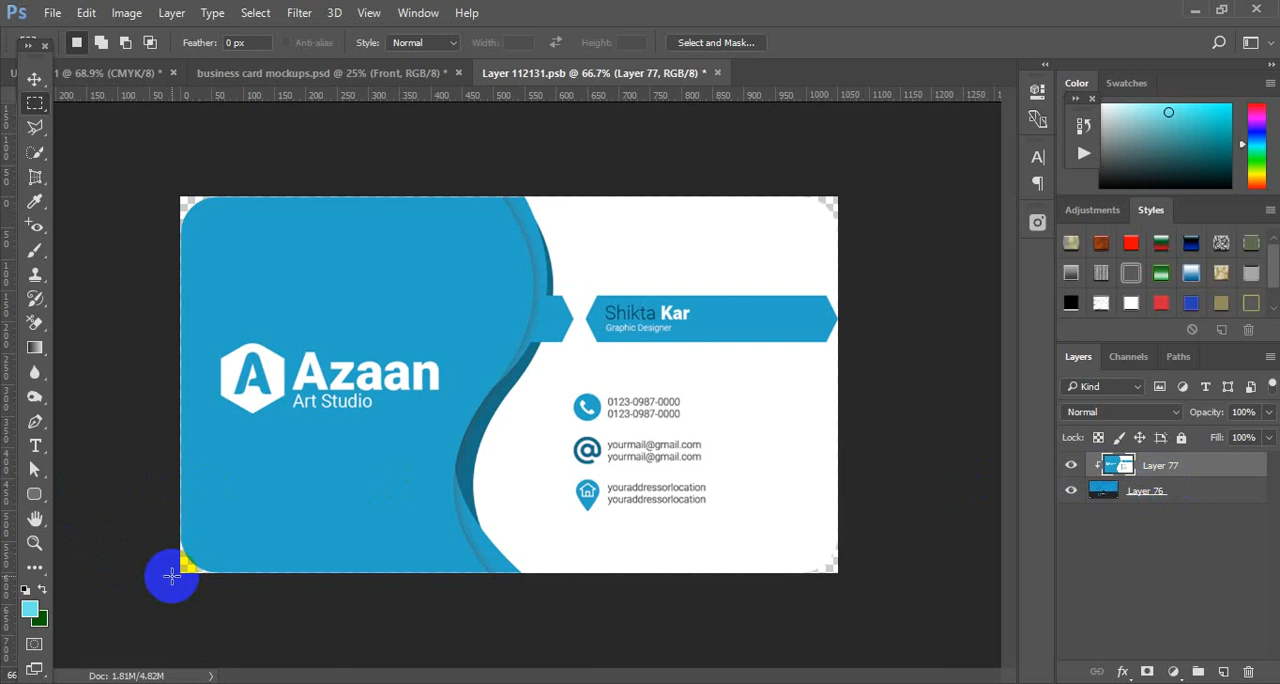 Ps File Edit Image Layer Type Select Filter 3D View Window Help
Feather: 0 px Anti-alias Style: Normal Width: Height: Select and Mask...
1 @ 68.9% (CMYK/8) * × business card mockups.psd @ 25% (Front, RGB/8) * × Layer 112131.psb @ 66.7% (Layer 77, RGB/8) * ×
200 150 100 50 0 50 100 150 200 250 300 350 400 450 500 550 600 650 700 750 800 850 900 950 1000 1050 1100 1150 1200 1250
Color Swatches
Adjustments Styles
Shikta Kar
Graphic Designer
Azaan
Art Studio
0123-0987-0000
0123-0987-0000
yourmail@gmail.com
yourmail@gmail.com
youraddressorlocation
youraddressorlocation
Layers Channels Paths
Kind
Normal Opacity: 100%
Lock: Fill: 100%
Layer 77
Layer 76
66 Doc: 1.81M/4.82M